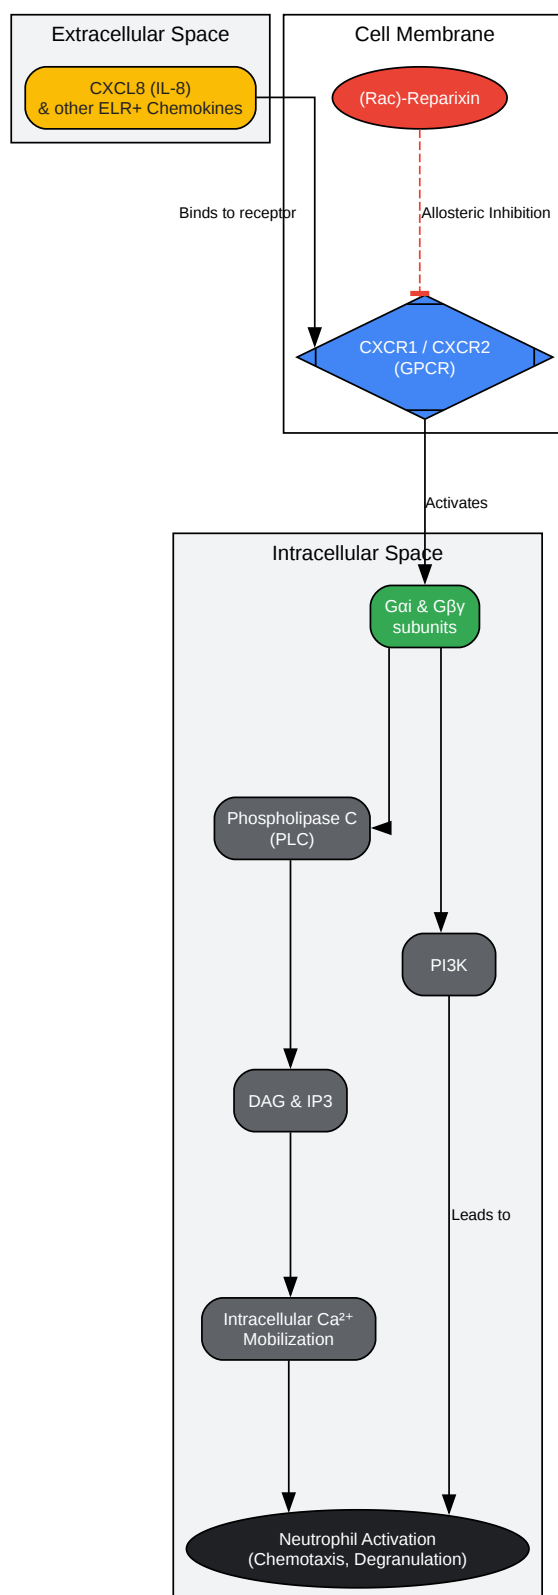 Extracellular Space
CXCL8 (IL-8)
& other ELR+ Chemokines
Cell Membrane
(Rac)-Reparixin
Binds to receptor
Allosteric Inhibition
CXCR1 / CXCR2
(GPCR)
Activates
Intracellular Space
Gαi & Gβγ
subunits
Phospholipase C
(PLC)
PI3K
DAG & IP3
Leads to
Intracellular Ca²⁺
Mobilization
Neutrophil Activation
(Chemotaxis, Degranulation)